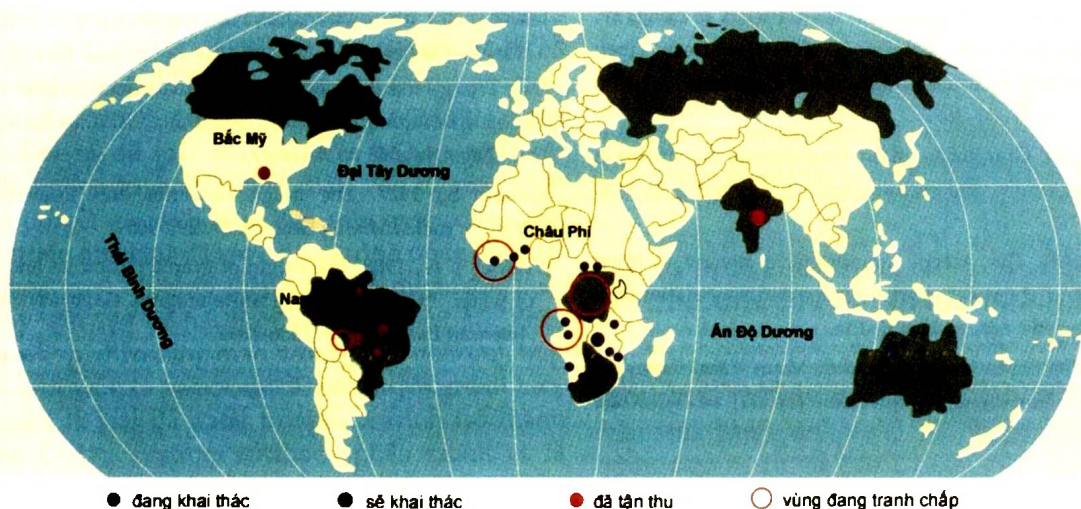 Bắc Mỹ
Đại Tây Dương
Châu Phi
Thái Bình Dương
Na
Ấn Độ Dương
đang khai thác
sẽ khai thác
đã tận thu
vùng đang tranh chấp